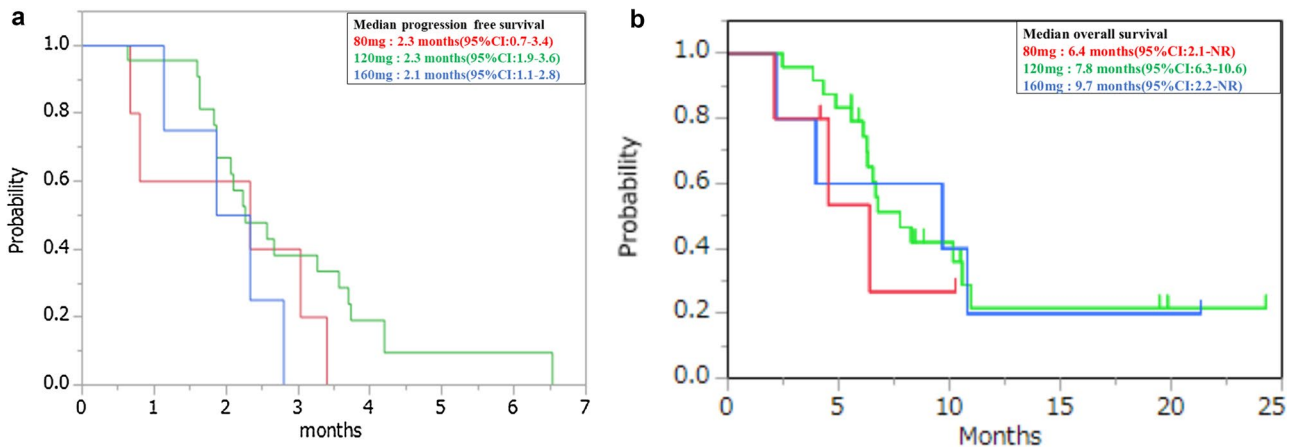 a
Median progression free survival
80mg : 2.3 months(95%CI:0.7-3.4)
120mg : 2.3 months(95%CI:1.9-3.6)
160mg : 2.1 months(95%CI:1.1-2.8)
1.0
0.8
0.6
0.4
0.2
0.0
Probability
0 1 2 3 4 5 6 7
months
b
Median overall survival
80mg : 6.4 months(95%CI:2.1-NR)
120mg : 7.8 months(95%CI:6.3-10.6)
160mg : 9.7 months(95%CI:2.2-NR)
1.0
0.8
0.6
0.4
0.2
0.0
Probability
0 5 10 15 20 25
Months